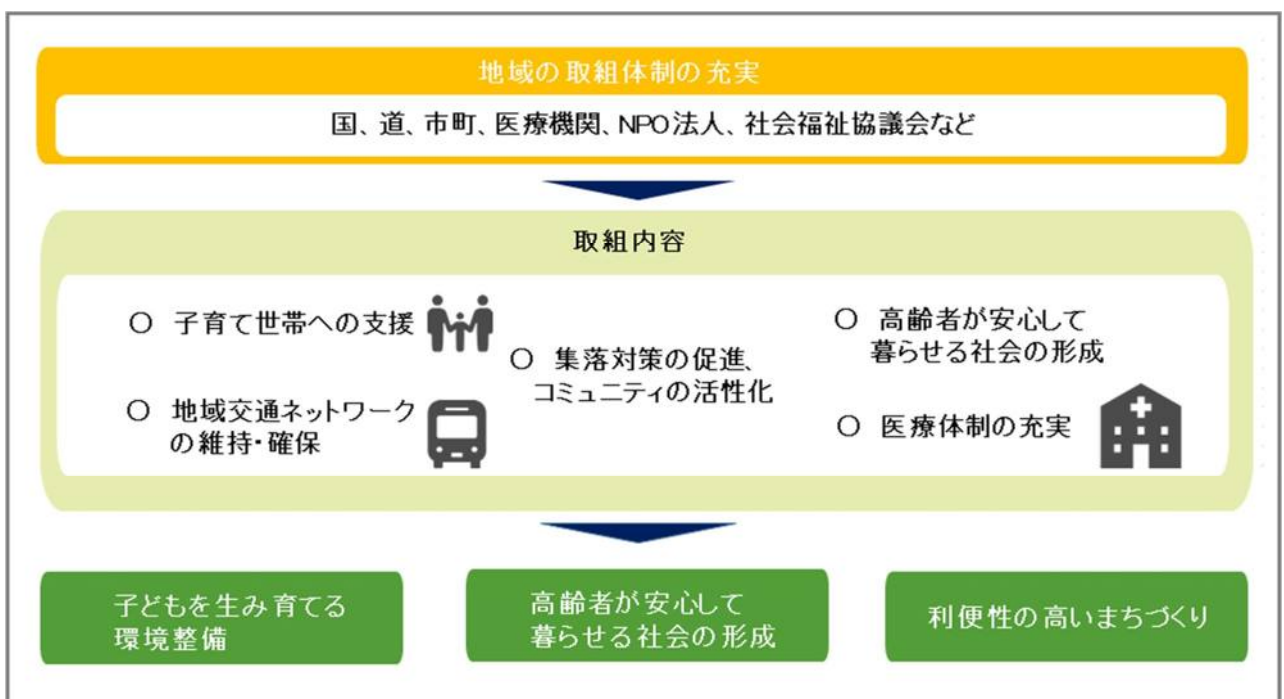 地域の取組体制の充実
国、道、市町、医療機関、NPO法人、社会福祉協議会など
取組内容
〇 子育て世帯への支援
〇 地域交通ネットワーク
の維持・確保
〇 集落対策の促進、
コミュニティの活性化
〇 高齢者が安心して
暮らせる社会の形成
〇 医療体制の充実
子どもを生み育てる
環境整備
高齢者が安心して
暮らせる社会の形成
利便性の高いまちづくり